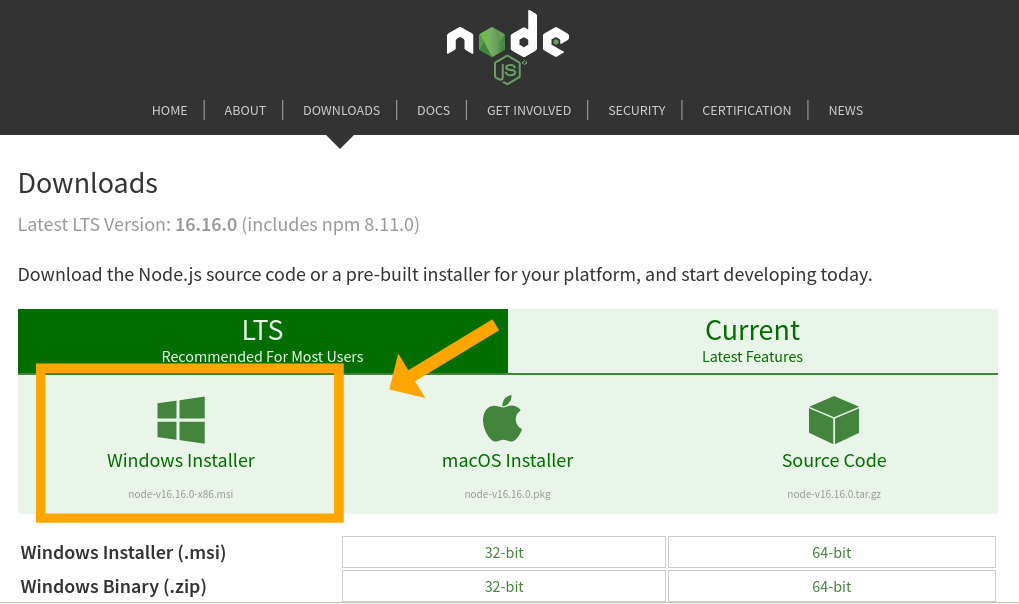 node
JS
HOME ABOUT DOWNLOADS DOCS GET INVOLVED SECURITY CERTIFICATION NEWS
Downloads
Latest LTS Version: 16.16.0 (includes npm 8.11.0)
Download the Node.js source code or a pre-built installer for your platform, and start developing today.
LTS
Recommended For Most Users
Current
Latest Features
Windows Installer
node-v16.16.0-x86.msi
macOS Installer
node-v16.16.0.pkg
Source Code
node-v16.16.0.tar.gz
Windows Installer (.msi) 32-bit 64-bit
Windows Binary (.zip) 32-bit 64-bit